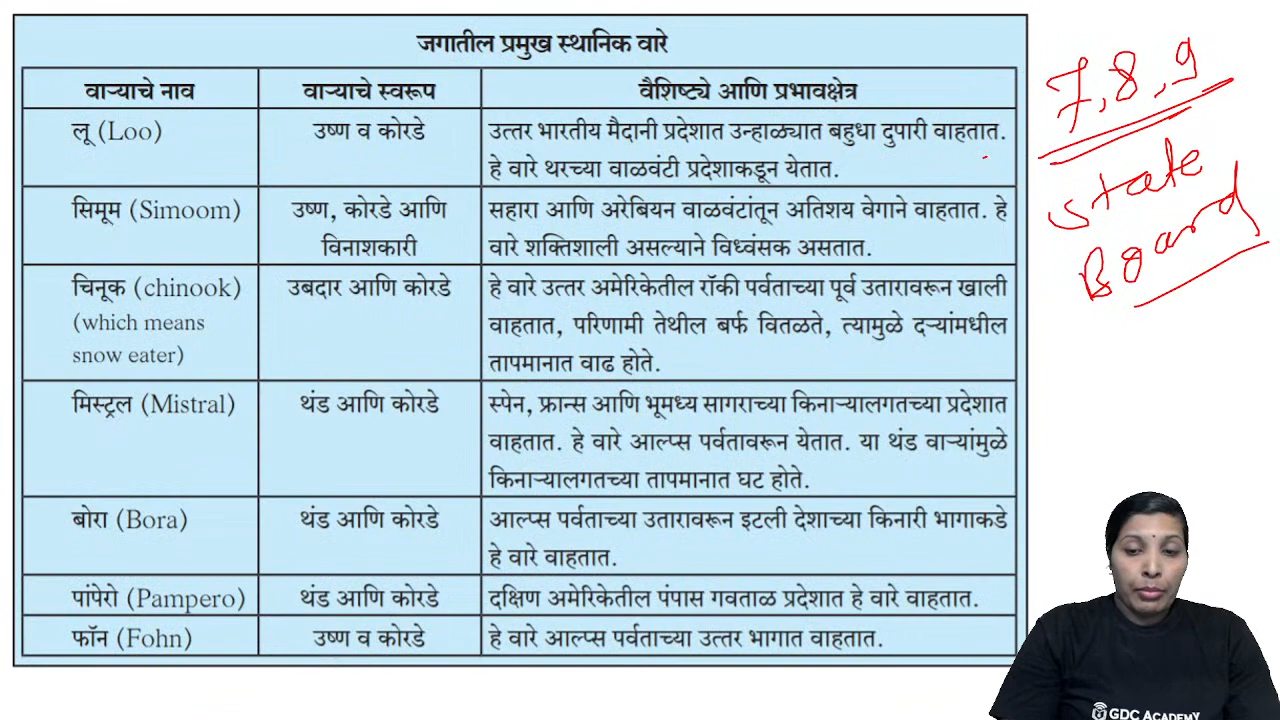 जगातील प्रमुख स्थानिक वारे
वाऱ्याचे नाव
वाऱ्याचे स्वरूप
वैशिष्ट्ये आणि प्रभावक्षेत्र
लू (Loo)
उष्ण व कोरडे
उत्तर भारतीय मैदानी प्रदेशात उन्हाळ्यात बहुधा दुपारी वाहतात.
हे वारे थरच्या वाळवंटी प्रदेशाकडून येतात.
सिमूम (Simoom)
उष्ण, कोरडे आणि
विनाशकारी
सहारा आणि अरेबियन वाळवंटांतून अतिशय वेगाने वाहतात. हे
वारे शक्तिशाली असल्याने विध्वंसक असतात.
चिनूक (chinook)
(which means
snow eater)
उबदार आणि कोरडे
हे वारे उत्तर अमेरिकेतील रॉकी पर्वताच्या पूर्व उतारावरून खाली
वाहतात, परिणामी तेथील बर्फ वितळते, त्यामुळे दऱ्यांमधील
तापमानात वाढ होते.
मिस्ट्रल (Mistral)
थंड आणि कोरडे
स्पेन, फ्रान्स आणि भूमध्य सागराच्या किनाऱ्यालगतच्या प्रदेशात
वाहतात. हे वारे आल्प्स पर्वतावरून येतात. या थंड वाऱ्यांमुळे
किनाऱ्यालगतच्या तापमानात घट होते.
बोरा (Bora)
थंड आणि कोरडे
आल्प्स पर्वताच्या उतारावरून इटली देशाच्या किनारी भागाकडे
हे वारे वाहतात.
पांपेरो (Pampero)
थंड आणि कोरडे
दक्षिण अमेरिकेतील पंपास गवताळ प्रदेशात हे वारे वाहतात.
फॉन (Fohn)
उष्ण व कोरडे
हे वारे आल्प्स पर्वताच्या उत्तर भागात वाहतात.
7, 8, 9
state
Board
GDC ACADEMY